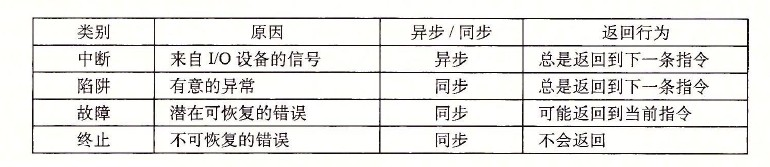 类别 原因 异步 / 同步 返回行为
中断 来自 I/O 设备的信号 异步 总是返回到下一条指令
陷阱 有意的异常 同步 总是返回到下一条指令
故障 潜在可恢复的错误 同步 可能返回到当前指令
终止 不可恢复的错误 同步 不会返回